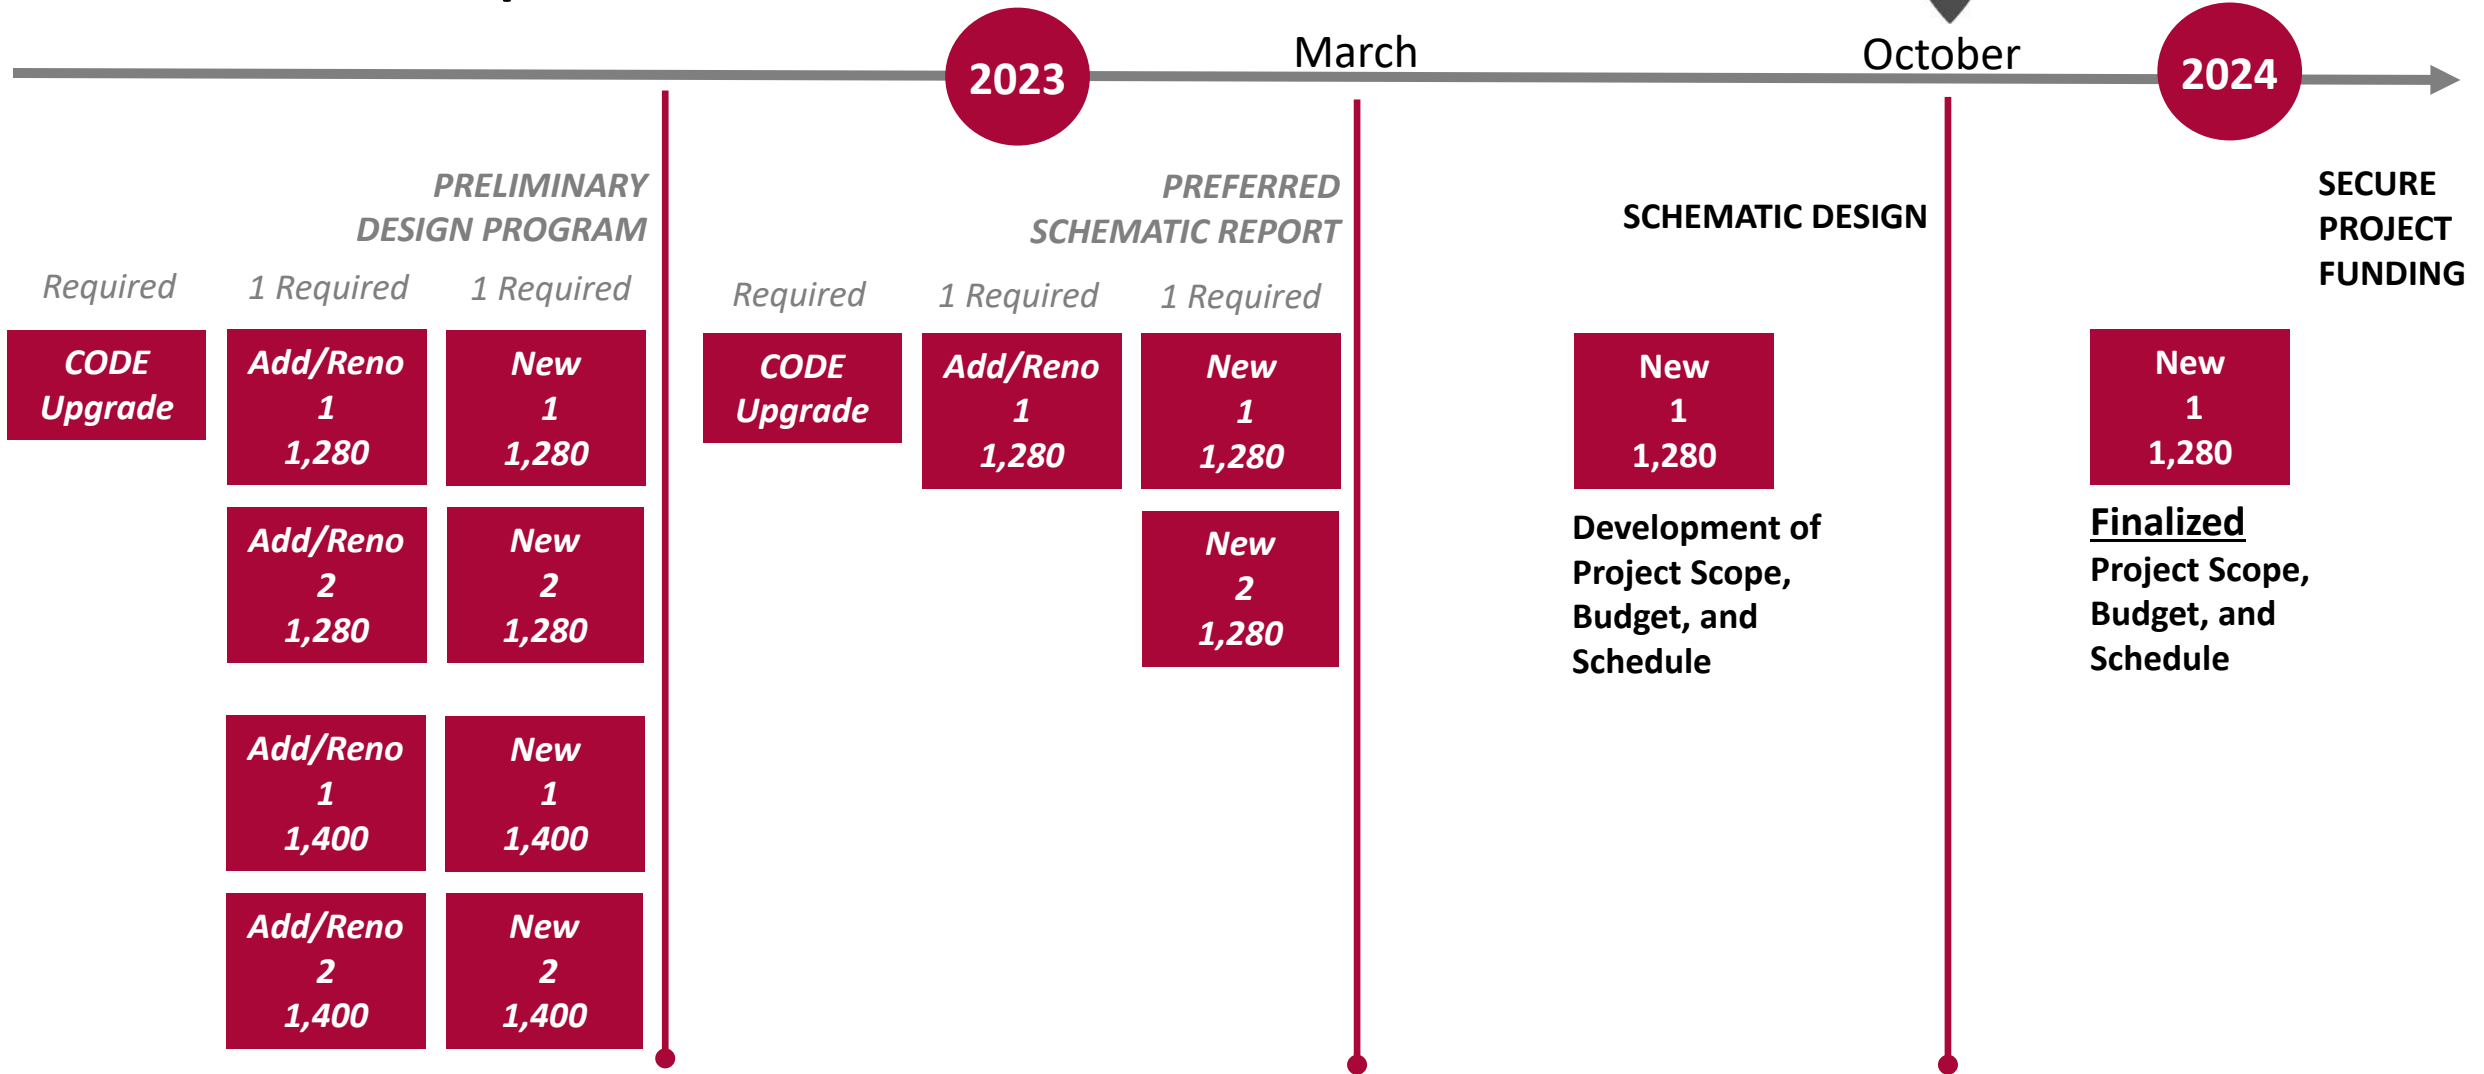 2023
March
October
2024
PRELIMINARY
DESIGN PROGRAM
Required
1 Required
1 Required
CODE
Upgrade
Add/Reno
1
1,280
New
1
1,280
Add/Reno
2
1,280
New
2
1,280
Add/Reno
1
1,400
New
1
1,400
Add/Reno
2
1,400
New
2
1,400
PREFERRED
SCHEMATIC REPORT
Required
1 Required
1 Required
CODE
Upgrade
Add/Reno
1
1,280
New
1
1,280
New
2
1,280
SCHEMATIC DESIGN
New
1
1,280
Development of
Project Scope,
Budget, and
Schedule
SECURE
PROJECT
FUNDING
New
1
1,280
Finalized
Project Scope,
Budget, and
Schedule